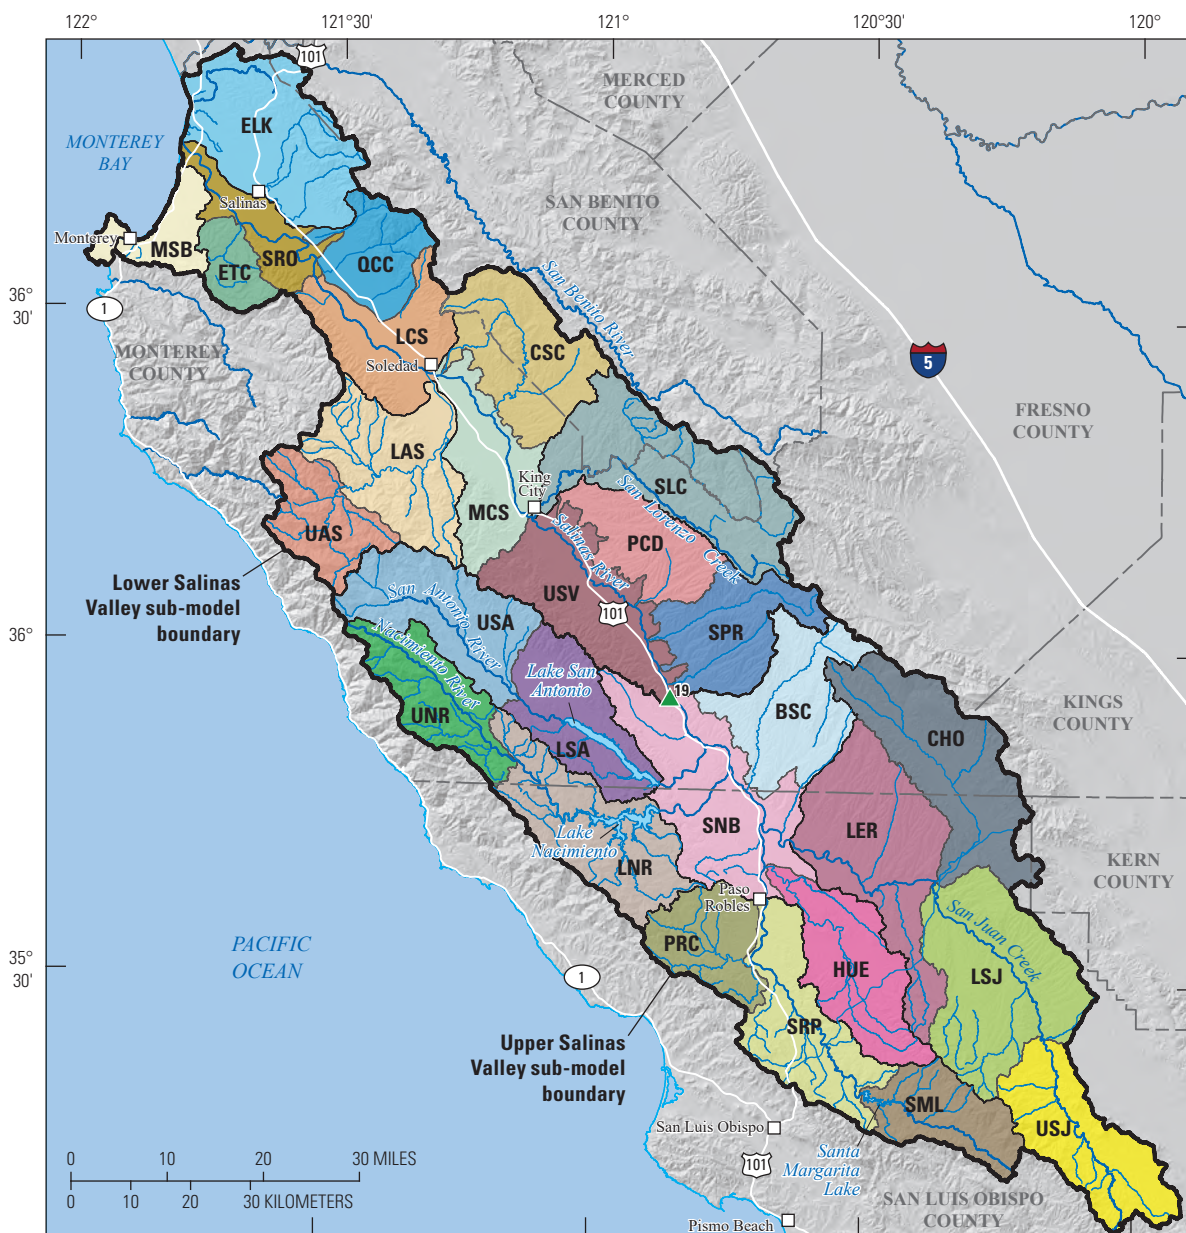 122°
121°30'
121°
120°30'
120°
101
MERCED
COUNTY
ELK
MONTEREY
BAY
SAN BENITO
COUNTY
Salinas
Monterey
MSB
ETC
SRO
QCC
San Benito River
36°
30'
1
LCS
CSC
MONTEREY
COUNTY
Soledad
5
FRESNO
COUNTY
LAS
King
City
SLC
San Lorenzo Creek
MCS
UAS
Salinas River
PCD
Lower Salinas
Valley sub-model
boundary
San Antonio River
USV
101
36°
USA
SPR
Nacimiento River
Lake San
Antonio
19
UNR
BSC
KINGS
COUNTY
CHO
LSA
SNB
LER
Lake
Nacimiento
LNR
KERN
COUNTY
Paso
Robles
San Juan Creek
PACIFIC
OCEAN
PRC
35°
30'
1
HUE
LSJ
SRP
Upper Salinas
Valley sub-model
boundary
SML
USJ
San Luis Obispo
Santa
Margarita
Lake
0 10 20 30 MILES
0 10 20 30 KILOMETERS
101
SAN LUIS OBISPO
COUNTY
Pismo Beach